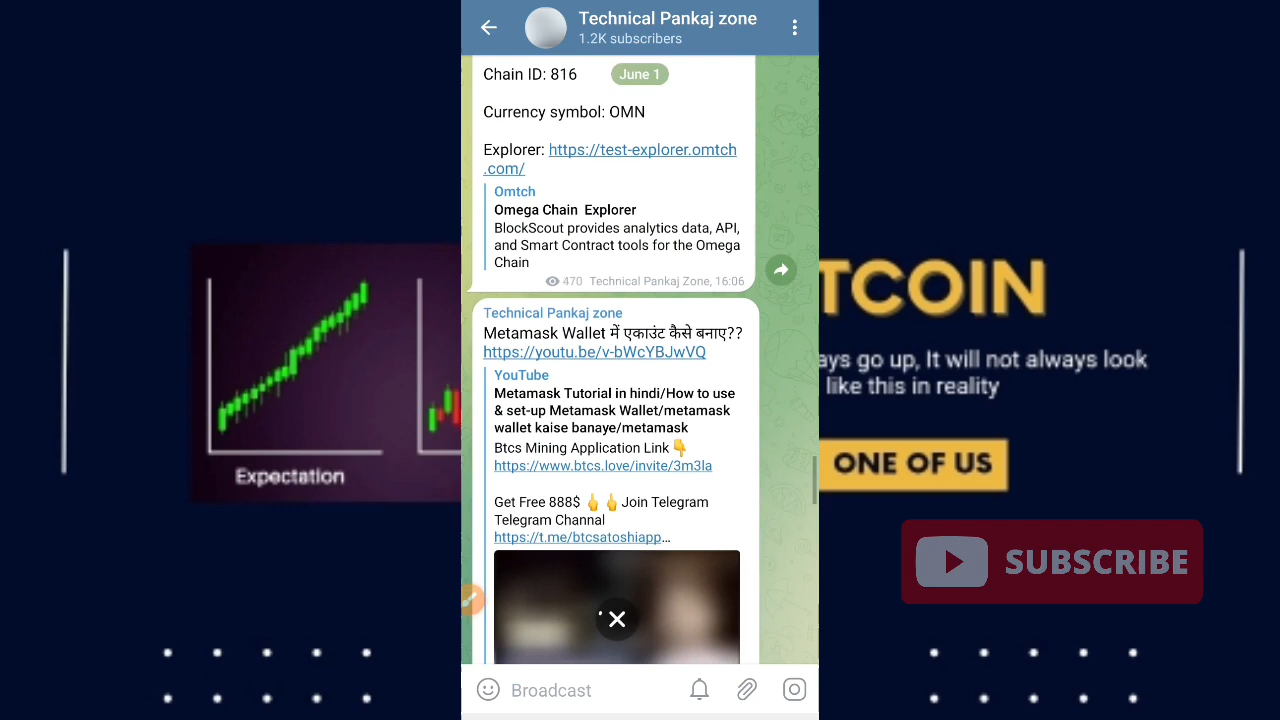 Technical Pankaj zone
1.2K subscribers
Chain ID: 816
June 1
Currency symbol: OMN
Explorer: https://test-explorer.omtch
.com/
Omtch
Omega Chain Explorer
BlockScout provides analytics data, API,
and Smart Contract tools for the Omega
Chain
470 Technical Pankaj Zone, 16:06
Technical Pankaj zone
Metamask Wallet में एकाउंट कैसे बनाए??
https://youtu.be/v-bWcYBJwVQ
YouTube
Metamask Tutorial in hindi/How to use
& set-up Metamask Wallet/metamask
wallet kaise banaye/metamask
Btcs Mining Application Link👇
https://www.btcs.love/invite/3m3la
Get Free 888$ 👆👆Join Telegram
Telegram Channal
https://t.me/btcsatoshiapp…
Broadcast
Expectation
TCOIN
ays go up, It will not always look
like this in reality
ONE OF US
SUBSCRIBE